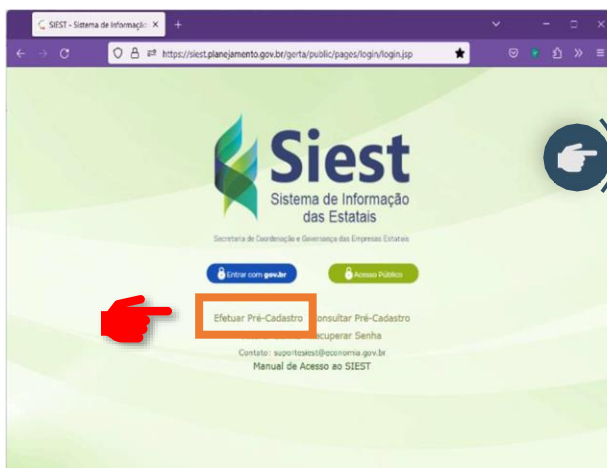 SIEST - Sistema de Informação
https://siest.planejamento.gov.br/gerta/public/pages/login/login.jsp
Siest
Sistema de Informação
das Estatais
Secretaria de Coordenação e Governança das Empresas Estatais
Entrar com gov.br Acesso Público
Efetuar Pré-Cadastro Consultar Pré-Cadastro
Recuperar Senha
Contato: suportesiest@economia.gov.br
Manual de Acesso ao SIEST